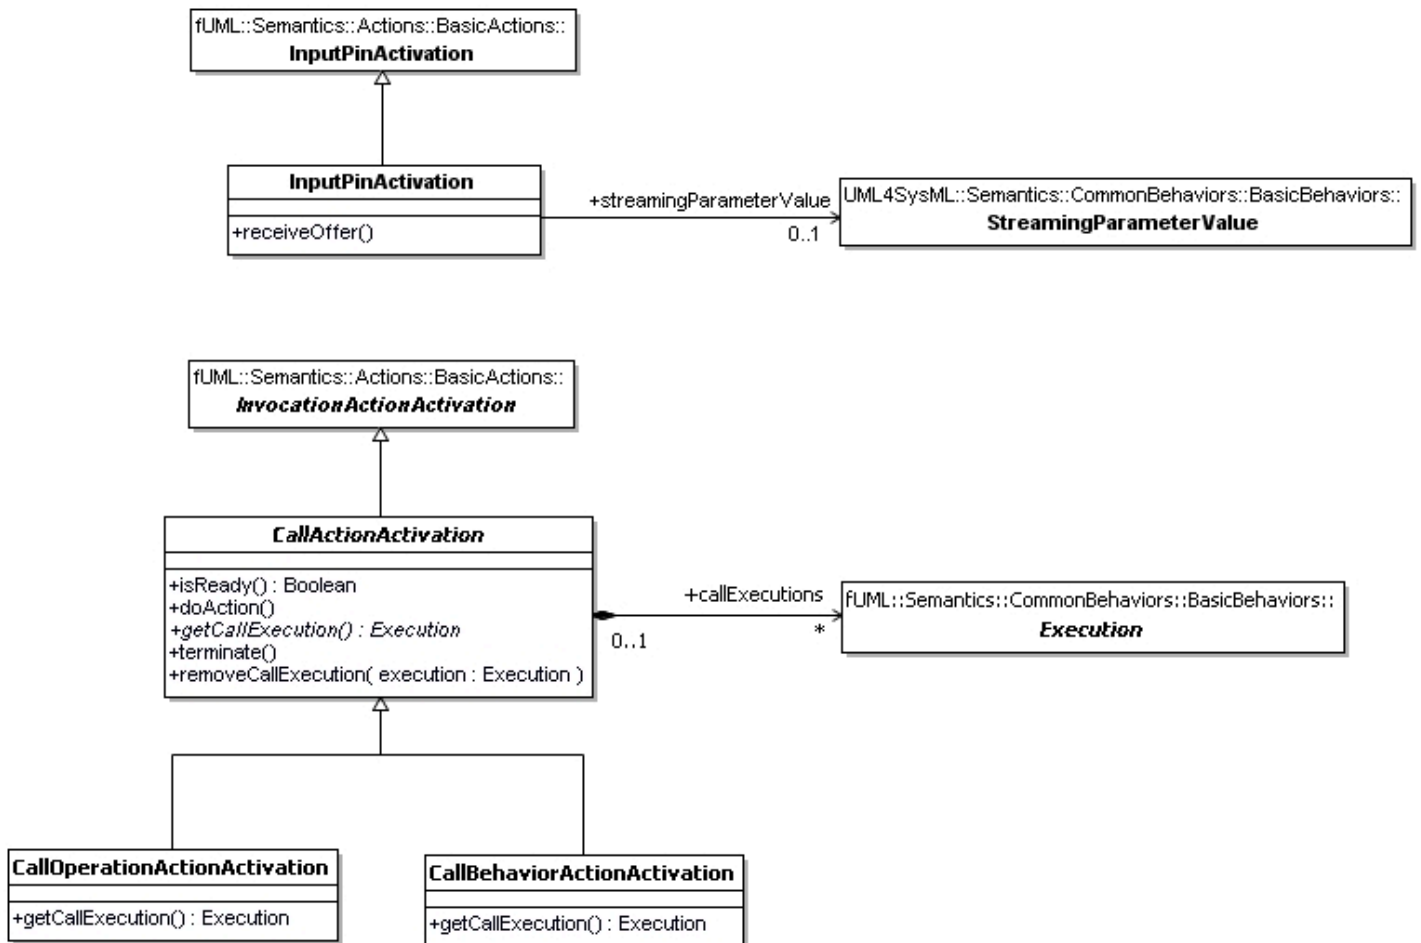 fUML::Semantics::Actions::BasicActions::
InputPinActivation
InputPinActivation
+receiveOffer()
+streamingParameterValue
0..1
UML4SysML::Semantics::CommonBehaviors::BasicBehaviors::
StreamingParameterValue
fUML::Semantics::Actions::BasicActions::
InvocationActionActivation
CallActionActivation
+isReady() : Boolean
+doAction()
+getCallExecution() : Execution
+terminate()
+removeCallExecution( execution : Execution )
+callExecutions
0..1
*
fUML::Semantics::CommonBehaviors::BasicBehaviors::
Execution
CallOperationActionActivation
+getCallExecution() : Execution
CallBehaviorActionActivation
+getCallExecution() : Execution